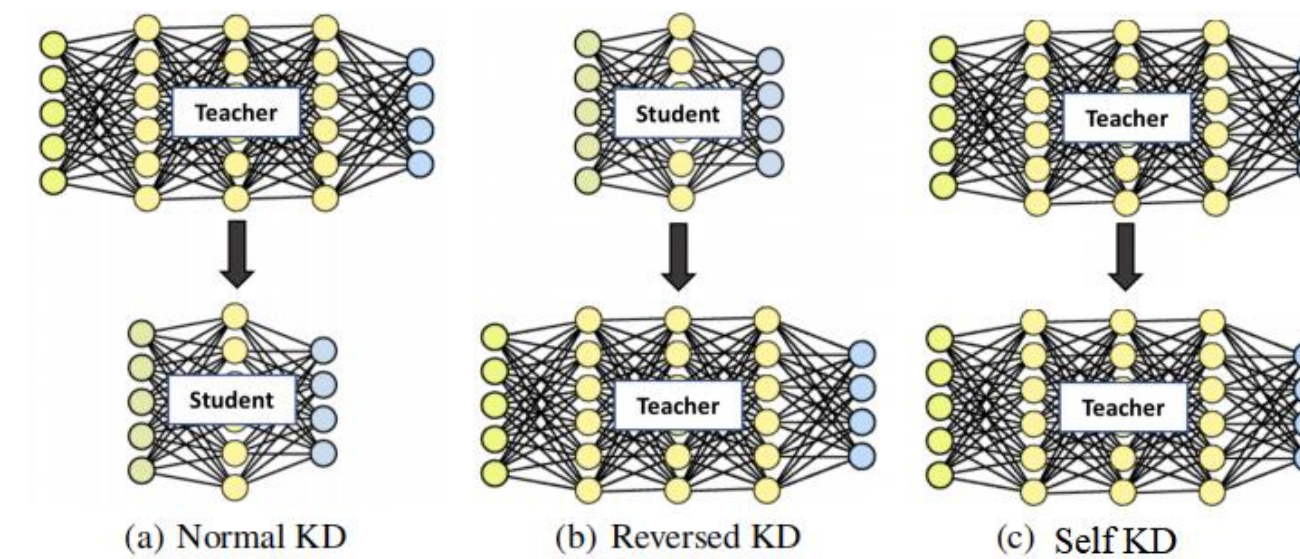 Teacher
Student
Teacher
Student
Teacher
Teacher
(a) Normal KD
(b) Reversed KD
(c) Self KD